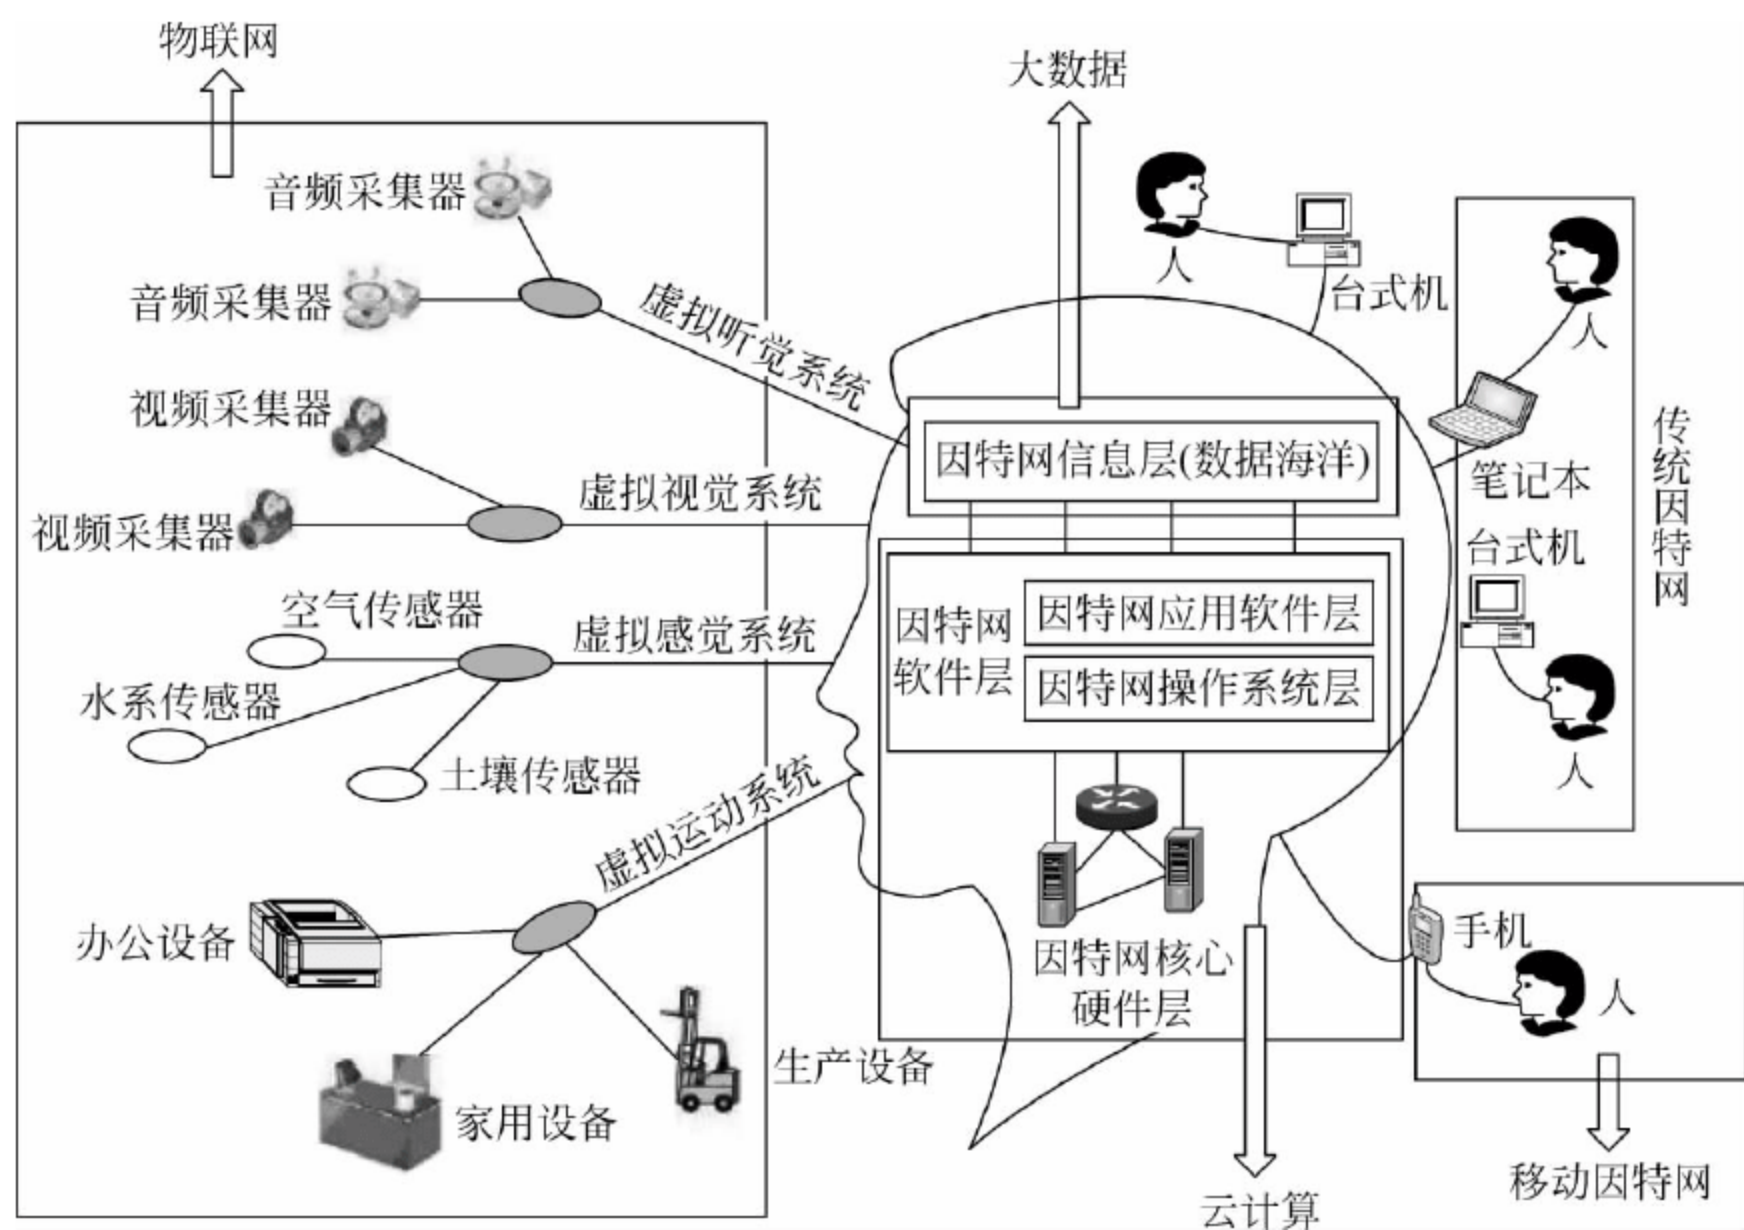 物联网
大数据
音频采集器
音频采集器
虚拟听觉系统
视频采集器
虚拟视觉系统
视频采集器
空气传感器
虚拟感觉系统
水系传感器
土壤传感器
虚拟运动系统
办公设备
生产设备
家用设备
因特网信息层(数据海洋)
因特网
软件层
因特网应用软件层
因特网操作系统层
因特网核心
硬件层
云计算
人
台式机
人
笔记本
台式机
人
传统因特网
手机
人
移动因特网